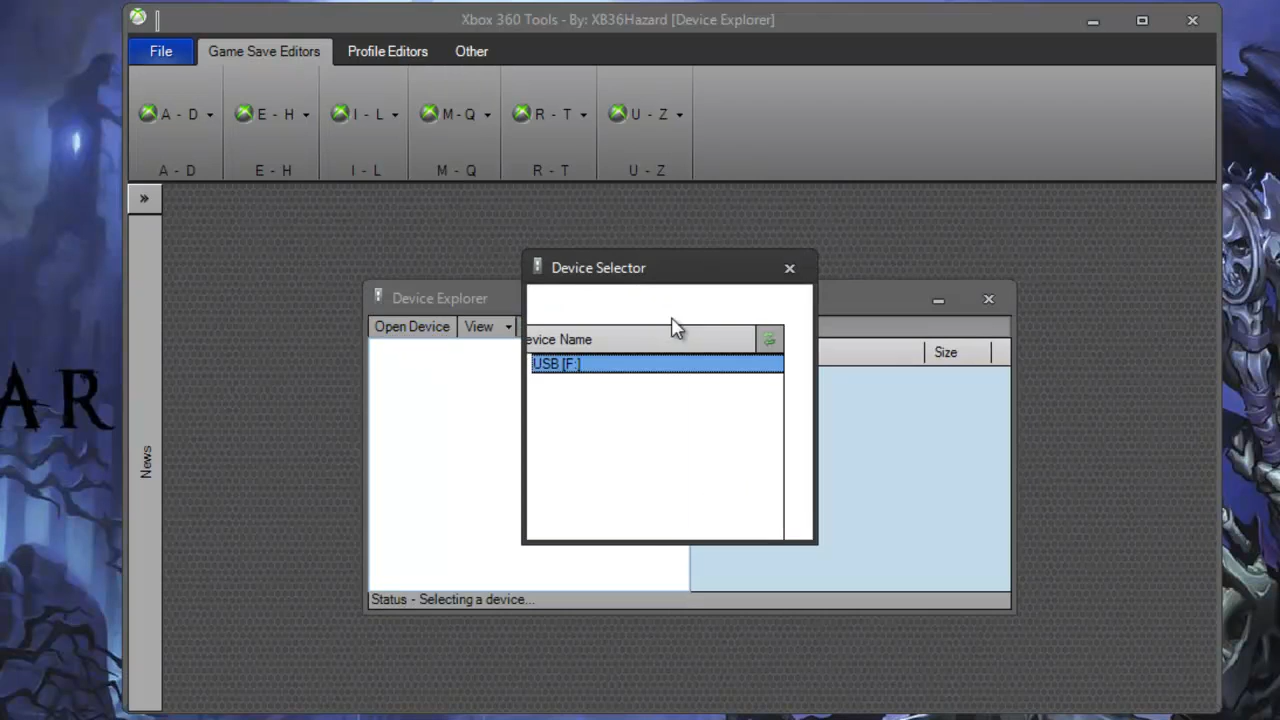 Xbox 360 Tools - By: XB36Hazard [Device Explorer]
File Game Save Editors Profile Editors Other
A - D E - H I - L M-Q R - T U - Z
A - D E - H I - L M - Q R - T U - Z
»
Device Selector
Device Explorer
Open Device View
evice Name
Size
USB [F:]
News
Status - Selecting a device...
AR